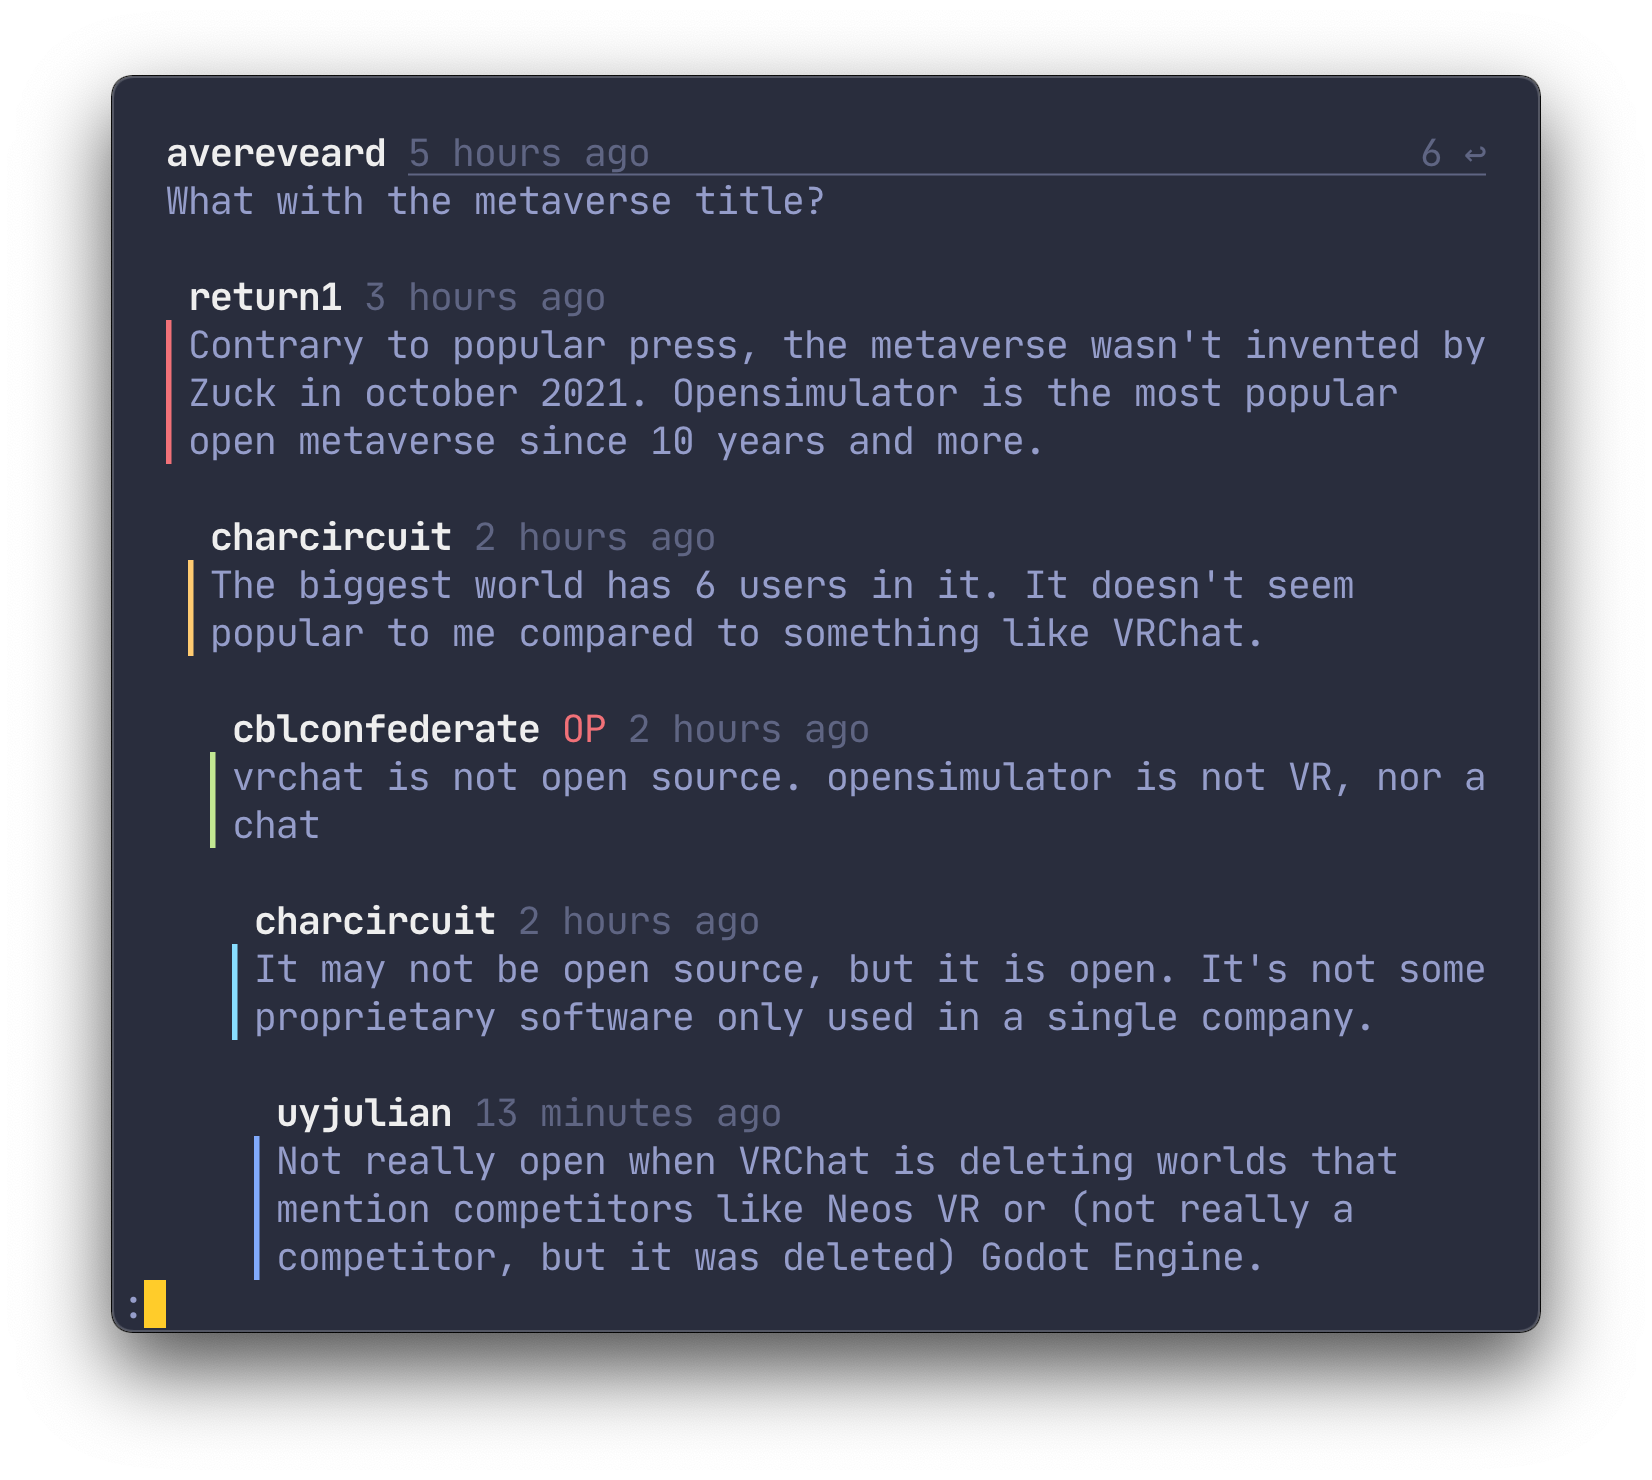 avereveard 5 hours ago 6 ↩
What with the metaverse title?
return1 3 hours ago
Contrary to popular press, the metaverse wasn't invented by
Zuck in october 2021. Opensimulator is the most popular
open metaverse since 10 years and more.
charcircuit 2 hours ago
The biggest world has 6 users in it. It doesn't seem
popular to me compared to something like VRChat.
cblconfederate OP 2 hours ago
vrchat is not open source. opensimulator is not VR, nor a
chat
charcircuit 2 hours ago
It may not be open source, but it is open. It's not some
proprietary software only used in a single company.
uyjulian 13 minutes ago
Not really open when VRChat is deleting worlds that
mention competitors like Neos VR or (not really a
competitor, but it was deleted) Godot Engine.
: